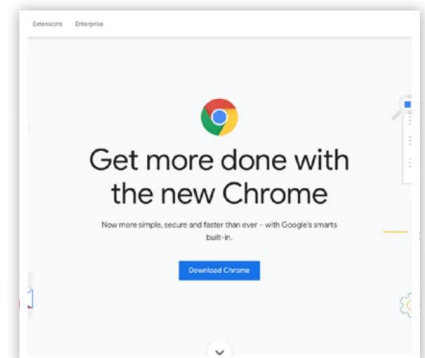 Extensions Enterprise
Get more done with
the new Chrome
Now more simple, secure and faster than ever – with Google's smarts
built-in.
Download Chrome